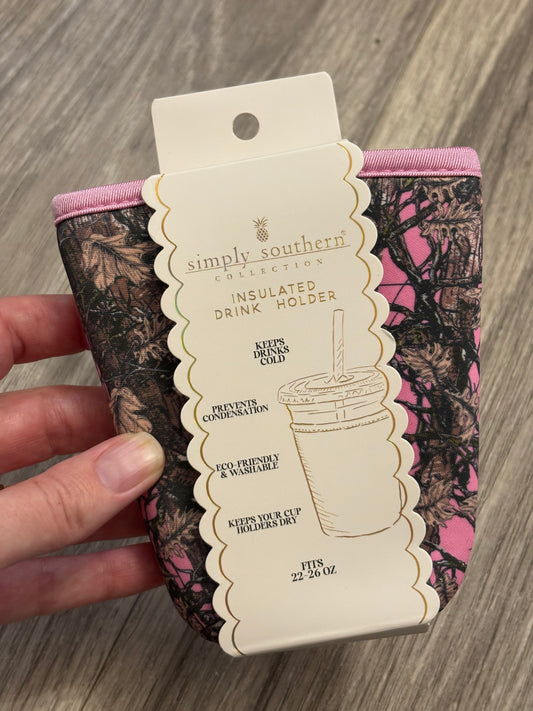 simply southern®
COLLECTION
INSULATED
DRINK HOLDER
KEEPS
DRINKS
COLD
PREVENTS
CONDENSATION
ECO-FRIENDLY
& WASHABLE
KEEPS YOUR CUP
HOLDERS DRY
FITS
22-26 OZ